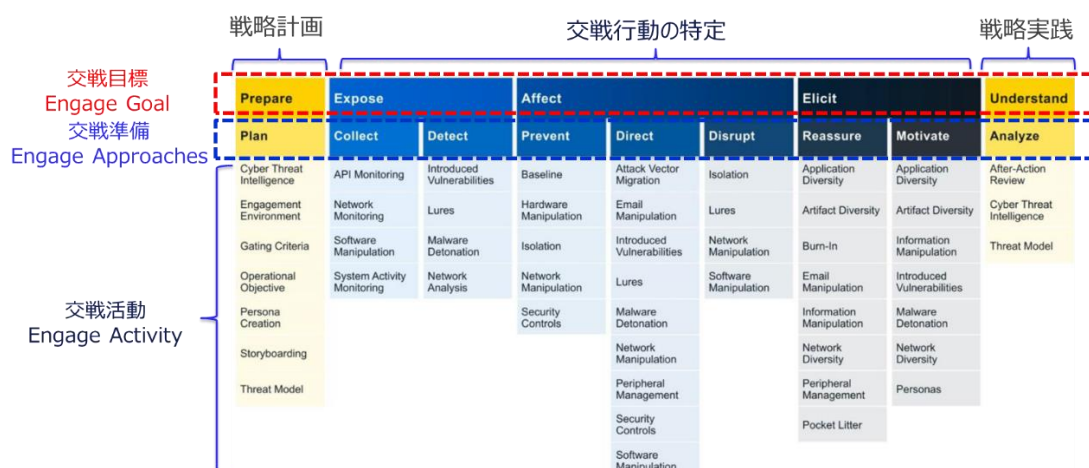 戦略計画
交戦行動の特定
戦略実践
交戦目標
Engage Goal
Prepare
Expose
Affect
Elicit
Understand
交戦準備
Engage Approaches
Plan
Collect
Detect
Prevent
Direct
Disrupt
Reassure
Motivate
Analyze
交戦活動
Engage Activity
Cyber Threat
Intelligence
Engagement
Environment
Gating Criteria
Operational
Objective
Persona
Creation
Storyboarding
Threat Model
API Monitoring
Network
Monitoring
Software
Manipulation
System Activity
Monitoring
Introduced
Vulnerabilities
Lures
Malware
Detonation
Network
Analysis
Baseline
Hardware
Manipulation
Isolation
Network
Manipulation
Security
Controls
Attack Vector
Migration
Email
Manipulation
Introduced
Vulnerabilities
Lures
Malware
Detonation
Network
Manipulation
Peripheral
Management
Security
Controls
Software
Manipulation
Isolation
Lures
Network
Manipulation
Software
Manipulation
Application
Diversity
Artifact Diversity
Burn-In
Email
Manipulation
Information
Manipulation
Network
Diversity
Peripheral
Management
Pocket Litter
Application
Diversity
Artifact Diversity
Information
Manipulation
Introduced
Vulnerabilities
Malware
Detonation
Network
Diversity
Personas
After-Action
Review
Cyber Threat
Intelligence
Threat Model